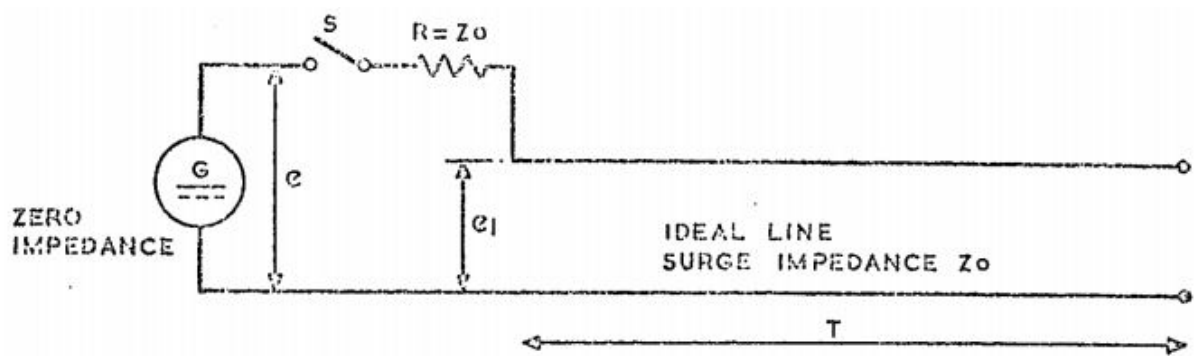 S
R = Zo
G
e
ZERO
IMPEDANCE
e1
IDEAL LINE
SURGE IMPEDANCE Zo
T